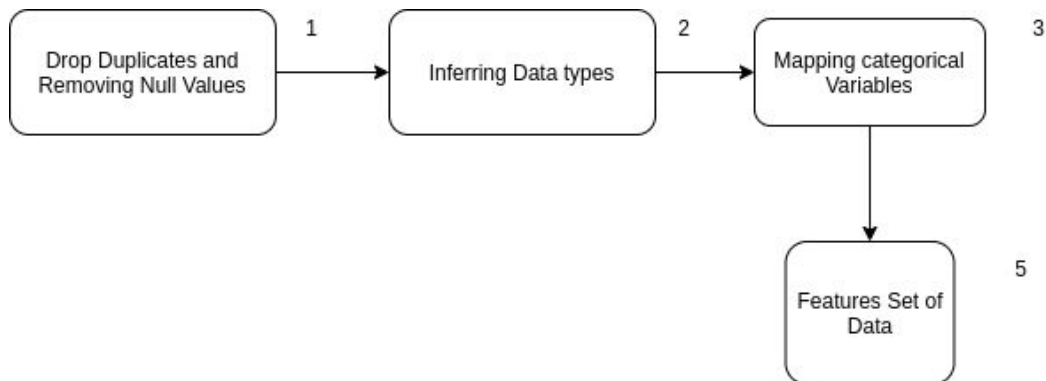 1
Drop Duplicates and
Removing Null Values
2
Inferring Data types
3
Mapping categorical
Variables
5
Features Set of
Data